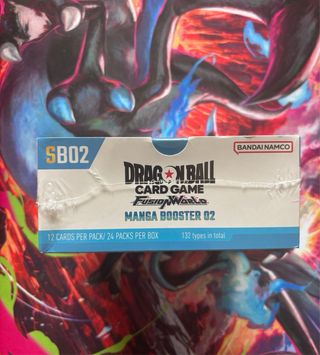 SB02
BANDAI NAMCO
DRAGON BALL
CARD GAME
FUSION WORLD
MANGA BOOSTER 02
12 CARDS PER PACK/ 24 PACKS PER BOX
132 types in total